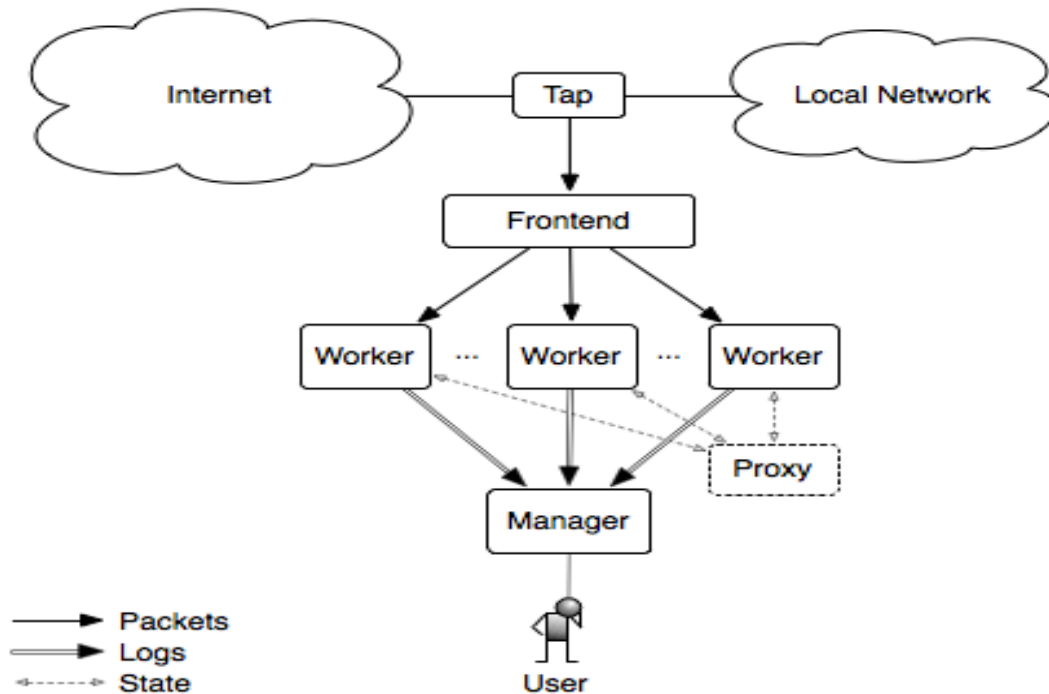 Internet
Tap
Local Network
Frontend
Worker ... Worker ... Worker
Proxy
Manager
Packets
Logs
State
User